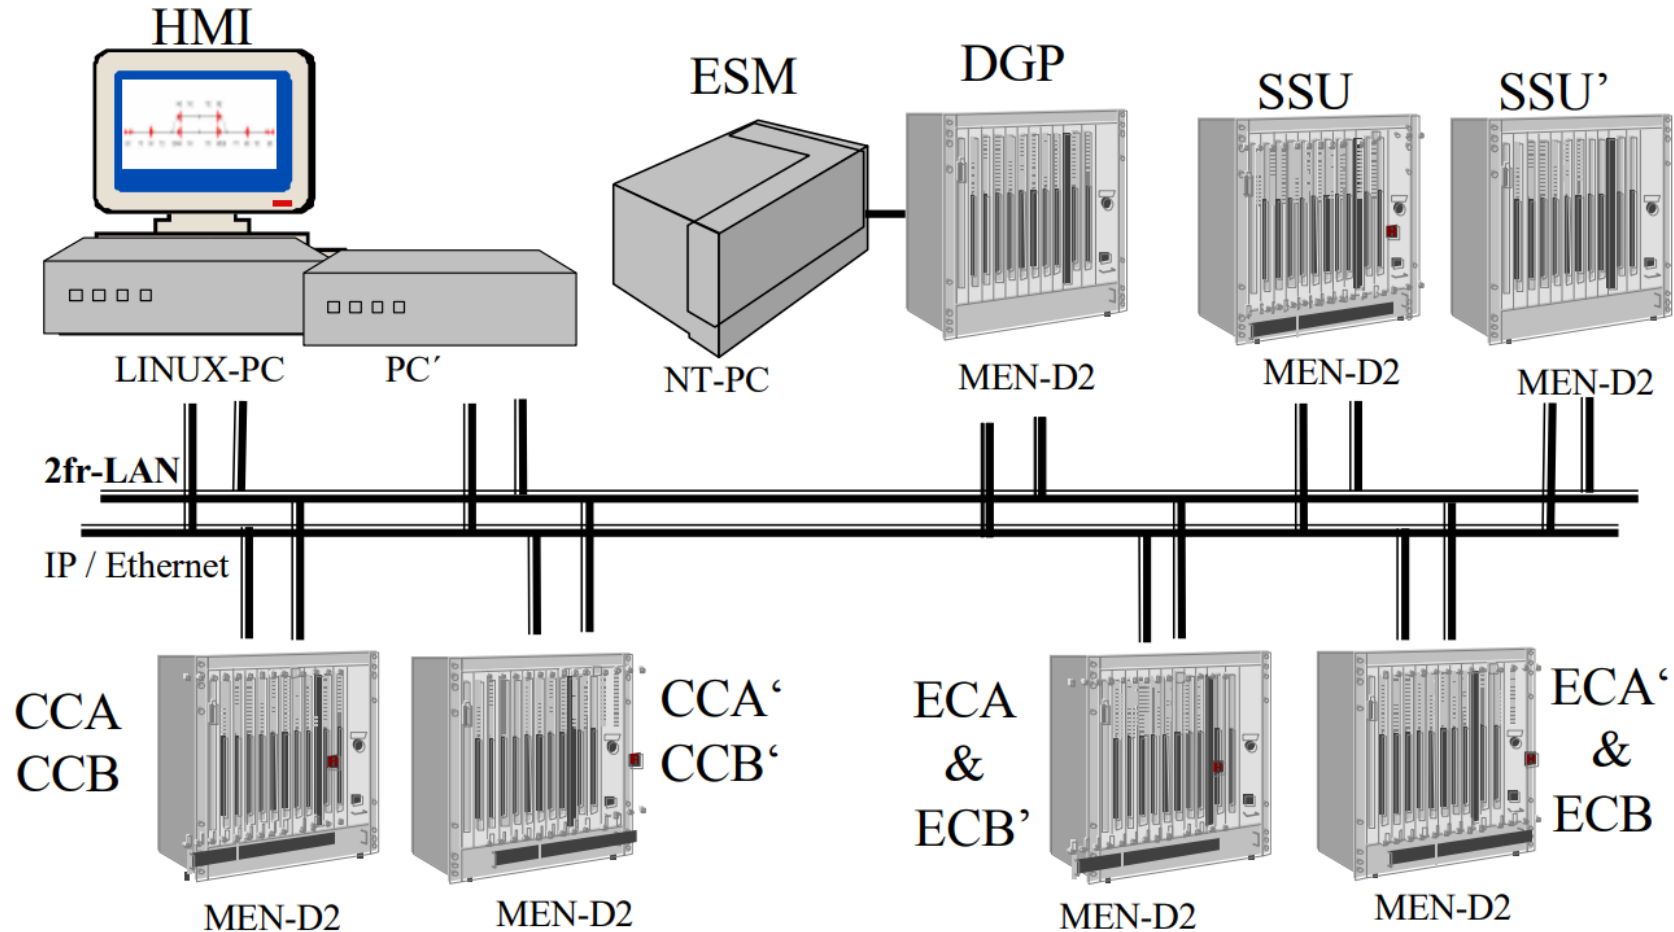 HMI
ESM
DGP
SSU
SSU’
LINUX-PC
PC´
NT-PC
MEN-D2
MEN-D2
MEN-D2
2fr-LAN
IP / Ethernet
CCA
CCB
CCA‘
CCB‘
ECA
&
ECB’
ECA‘
&
ECB
MEN-D2
MEN-D2
MEN-D2
MEN-D2